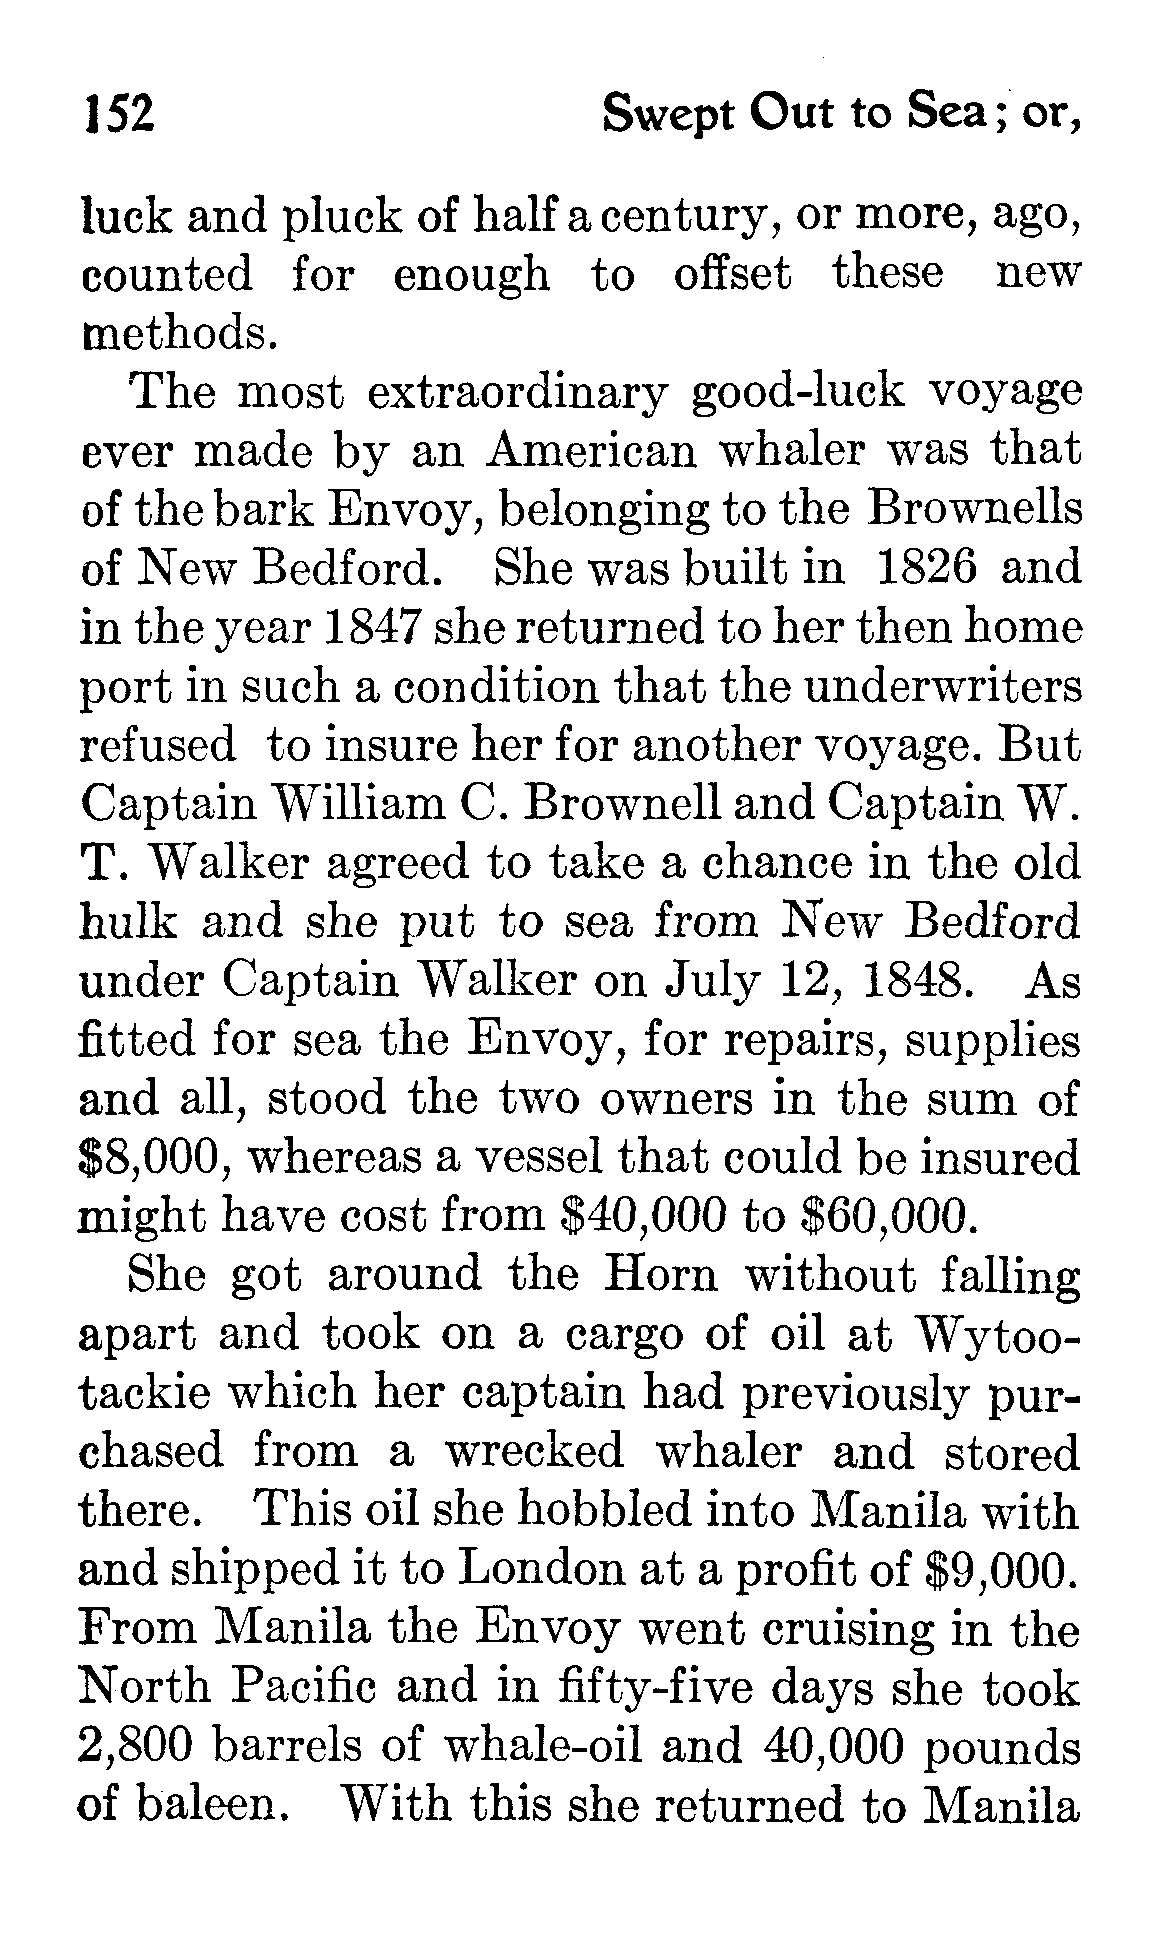 152 Swept Out to Sea; or,
luck and pluck of half a century, or more, ago,
counted for enough to offset these new
methods.
The most extraordinary good-luck voyage
ever made by an American whaler was that
of the bark Envoy, belonging to the Brownells
of New Bedford. She was built in 1826 and
in the year 1847 she returned to her then home
port in such a condition that the underwriters
refused to insure her for another voyage. But
Captain William C. Brownell and Captain W.
T. Walker agreed to take a chance in the old
hulk and she put to sea from New Bedford
under Captain Walker on July 12, 1848. As
fitted for sea the Envoy, for repairs, supplies
and all, stood the two owners in the sum of
$8,000, whereas a vessel that could be insured
might have cost from $40,000 to $60,000.
She got around the Horn without falling
apart and took on a cargo of oil at Wytoo-
tackie which her captain had previously pur-
chased from a wrecked whaler and stored
there. This oil she hobbled into Manila with
and shipped it to London at a profit of $9,000.
From Manila the Envoy went cruising in the
North Pacific and in fifty-five days she took
2,800 barrels of whale-oil and 40,000 pounds
of baleen. With this she returned to Manila